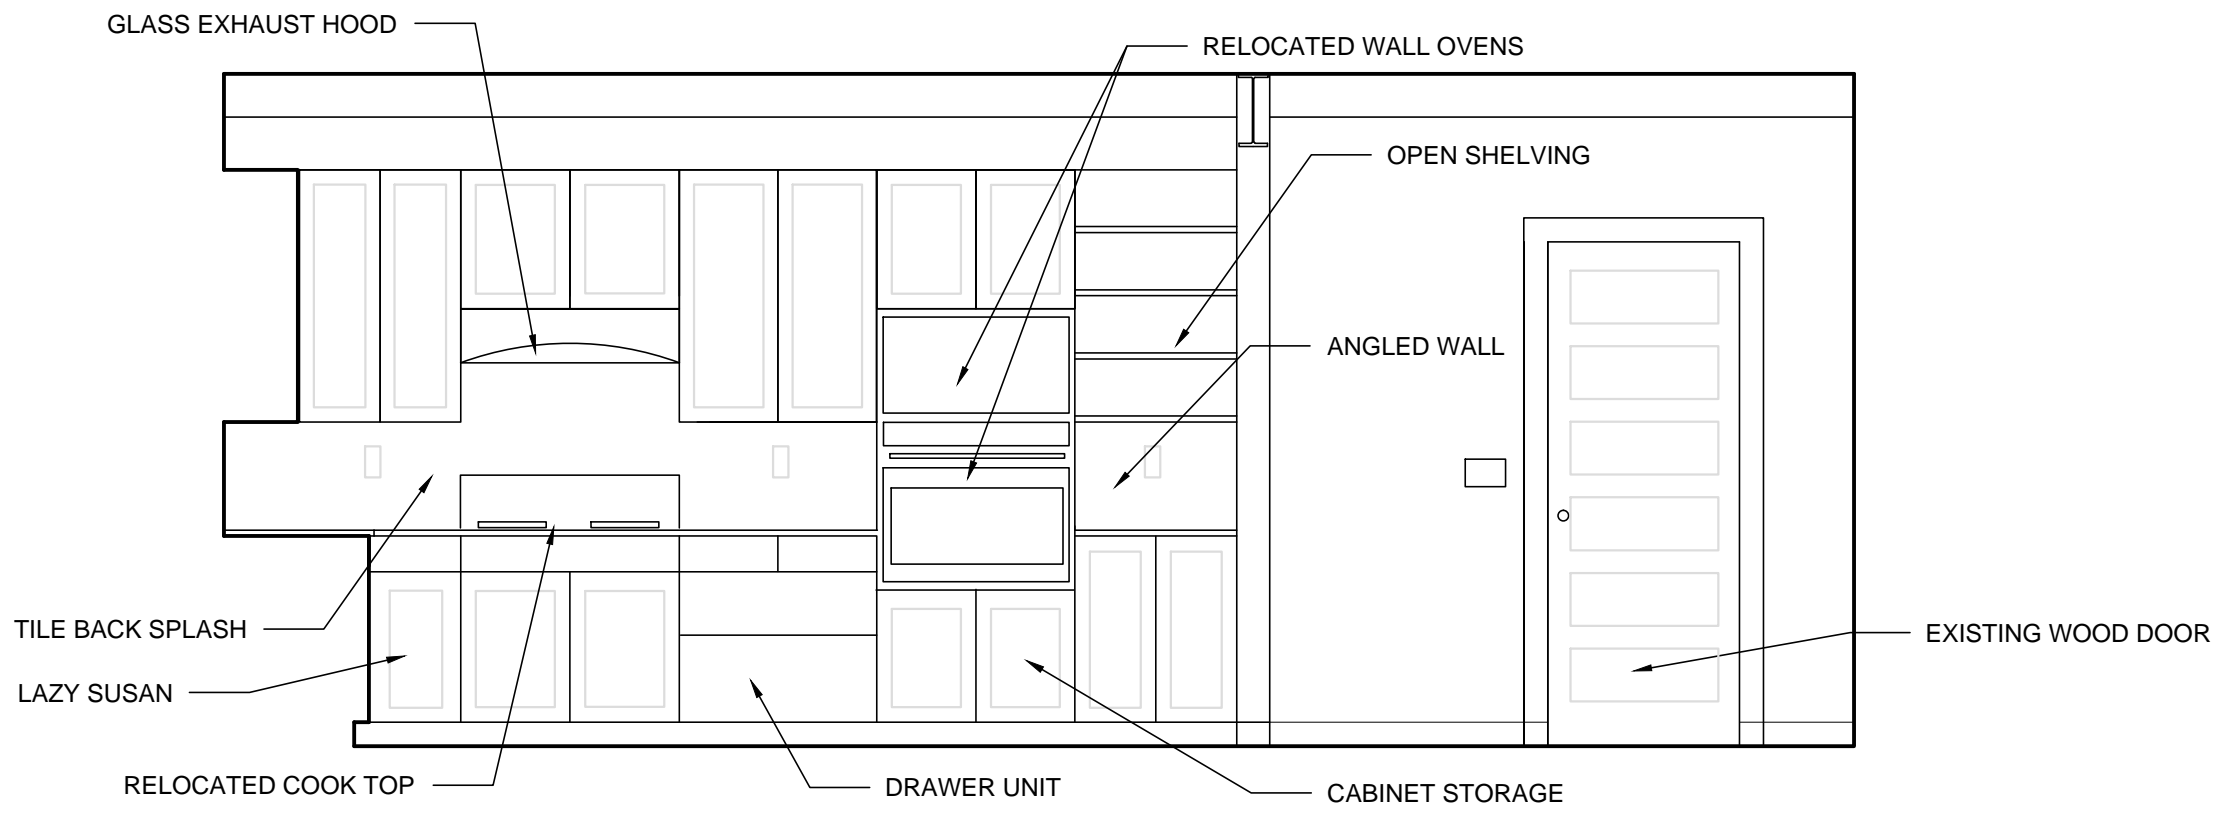 GLASS EXHAUST HOOD
RELOCATED WALL OVENS
OPEN SHELVING
ANGLED WALL
TILE BACK SPLASH
EXISTING WOOD DOOR
LAZY SUSAN
RELOCATED COOK TOP
DRAWER UNIT
CABINET STORAGE